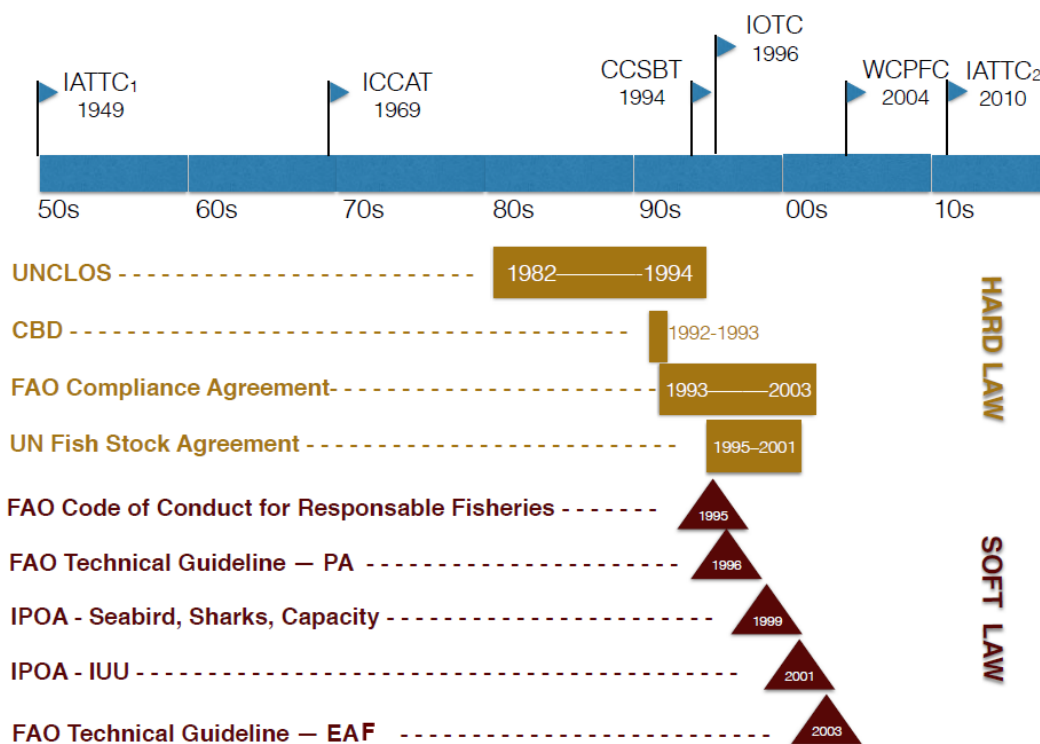 IATTC₁
1949
ICCAT
1969
CCSBT
1994
IOTC
1996
WCPFC
2004
IATTC₂
2010
50s 60s 70s 80s 90s 00s 10s
UNCLOS - - - - - - - - - - - - - - - - - - - - - - - - - - - 1982————-1994
CBD - - - - - - - - - - - - - - - - - - - - - - - - - - - - - - - - - - - - - - 1992-1993
FAO Compliance Agreement- - - - - - - - - - - - - - - - - - - - - - - - 1993———2003
UN Fish Stock Agreement - - - - - - - - - - - - - - - - - - - - - - - - - 1995–2001
HARD LAW
FAO Code of Conduct for Responsible Fisheries - - - - - - - 1995
FAO Technical Guideline — PA - - - - - - - - - - - - - - - - - - - - - 1996
IPOA - Seabird, Sharks, Capacity - - - - - - - - - - - - - - - - - - - - - - 1999
IPOA - IUU - - - - - - - - - - - - - - - - - - - - - - - - - - - - - - - - - - - - - - - - 2001
FAO Technical Guideline — EAF - - - - - - - - - - - - - - - - - - - - - - - - - 2003
SOFT LAW